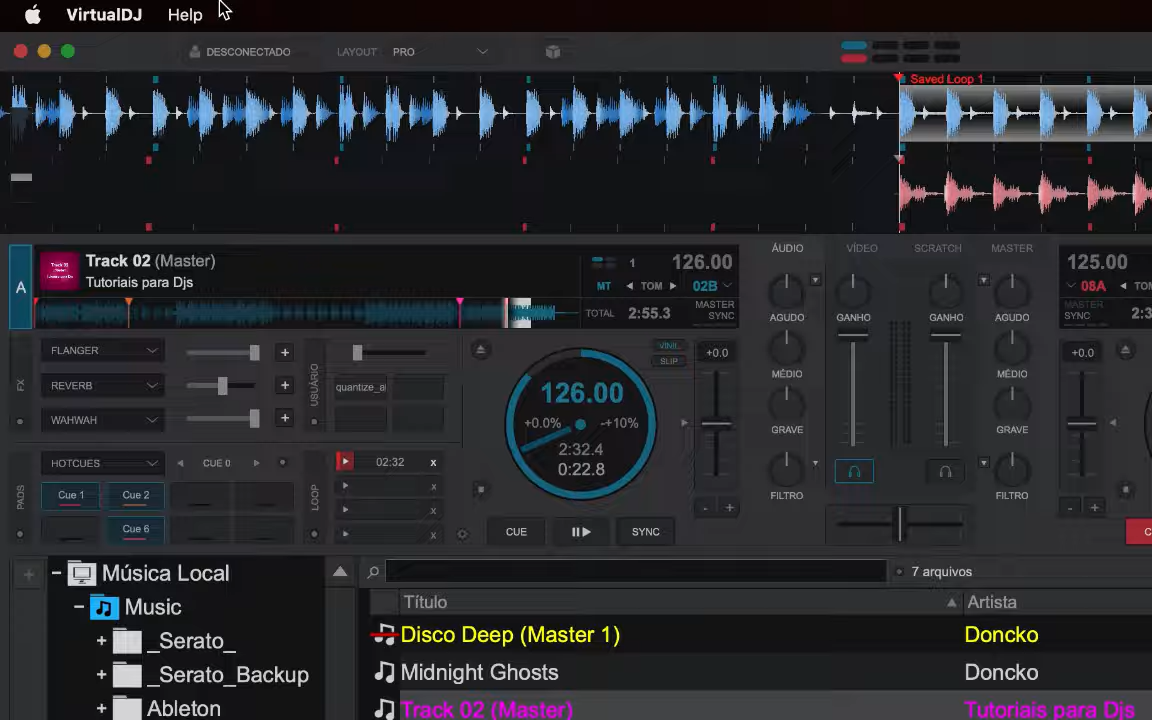 VirtualDJ Help
DESCONECTADO LAYOUT PRO
Saved Loop 1
ÁUDIO VÍDEO SCRATCH MASTER
A Track 02 (Master) 1 126.00
Tutoriais para Djs MT TOM 02B
TOTAL 2:55.3 MASTER SYNC
125.00
08A
MASTER SYNC
GANHO GANHO
AGUDO AGUDO
MÉDIO MÉDIO
GRAVE GRAVE
FILTRO FILTRO
FX
FLANGER +
REVERB +
WAHWAH +
USUÁRIO
quantize_a
VINIL
SLIP
126.00
+0.0% -+10%
2:32.4
0:22.8
+0.0 +0.0
- + - +
PADS
HOTCUES CUE 0
Cue 1 Cue 2
Cue 6
LOOP
02:32 x
x
x
x
CUE SYNC
+ - Música Local
- Music
+ _Serato_
+ _Serato_Backup
+ Ableton
7 arquivos
Título Artista
Disco Deep (Master 1) Doncko
Midnight Ghosts Doncko
Track 02 (Master) Tutoriais para Djs